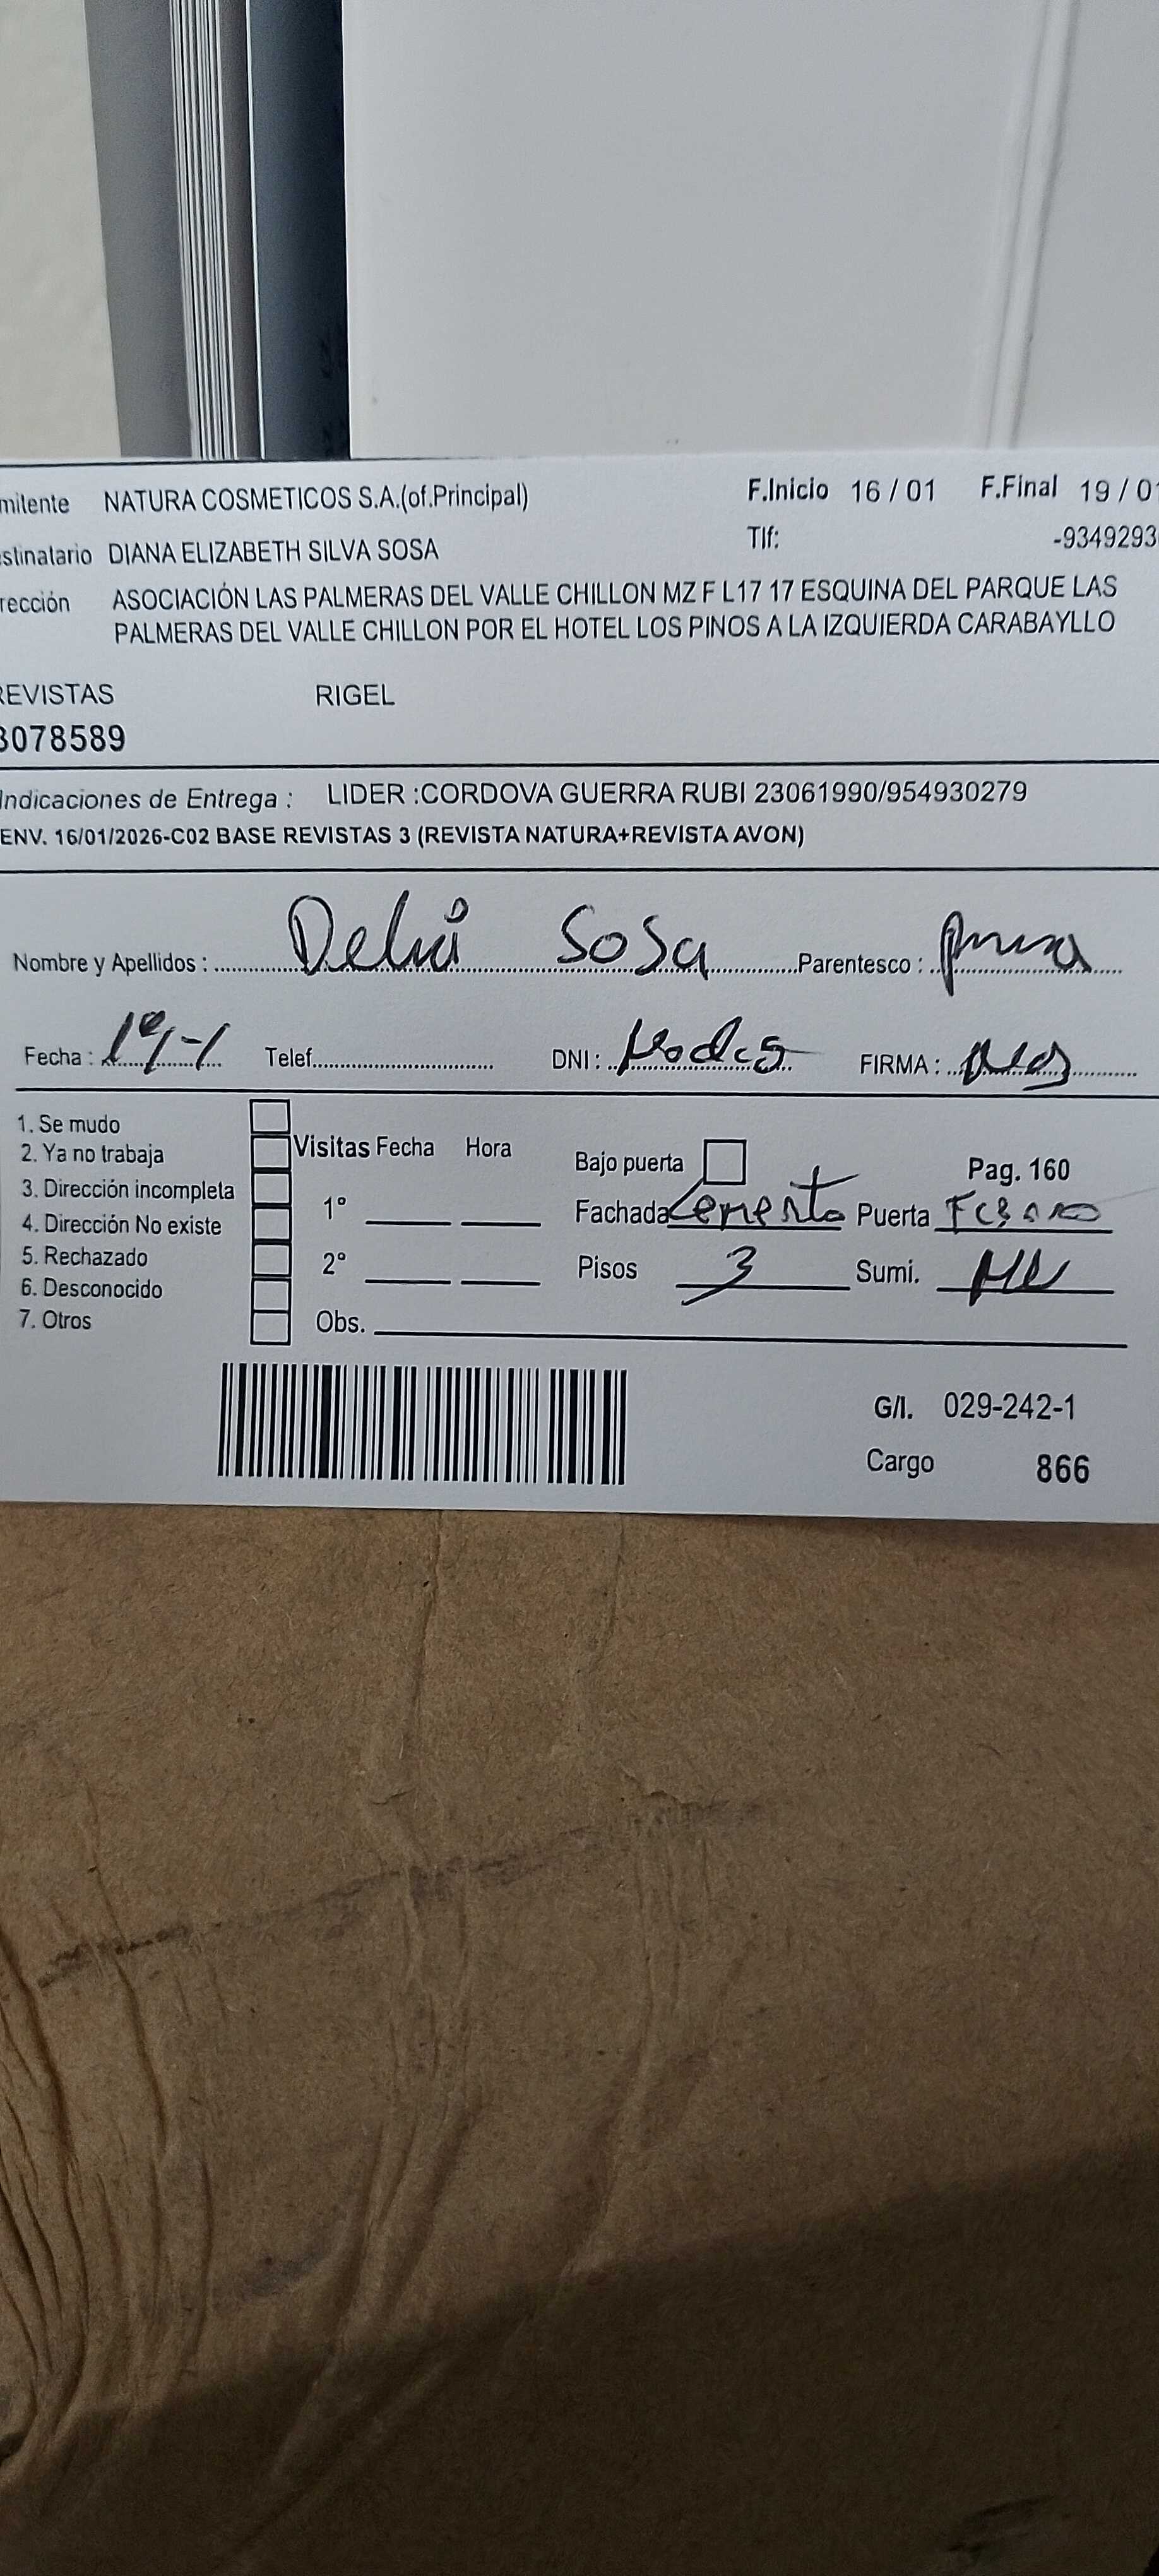 milente NATURA COSMETICOS S.A.(of.Principal) F.Inicio 16 / 01 F.Final 19 / 01
stinatario DIANA ELIZABETH SILVA SOSA Tlf: -9349293
rección ASOCIACIÓN LAS PALMERAS DEL VALLE CHILLON MZ F L17 17 ESQUINA DEL PARQUE LAS
PALMERAS DEL VALLE CHILLON POR EL HOTEL LOS PINOS A LA IZQUIERDA CARABAYLLO
REVISTAS RIGEL
3078589
Indicaciones de Entrega : LIDER :CORDOVA GUERRA RUBI 23061990/954930279
ENV. 16/01/2026-C02 BASE REVISTAS 3 (REVISTA NATURA+REVISTA AVON)
Nombre y Apellidos : Delia Sosa Parentesco : prima
Fecha : 19-1 Telef. DNI : FIRMA :
1. Se mudo
2. Ya no trabaja Visitas Fecha Hora Bajo puerta Pag. 160
3. Dirección incompleta
4. Dirección No existe 1° Fachada Cemento Puerta
5. Rechazado
6. Desconocido 2° Pisos 3 Sumi.
7. Otros Obs.
G/I. 029-242-1
Cargo 866